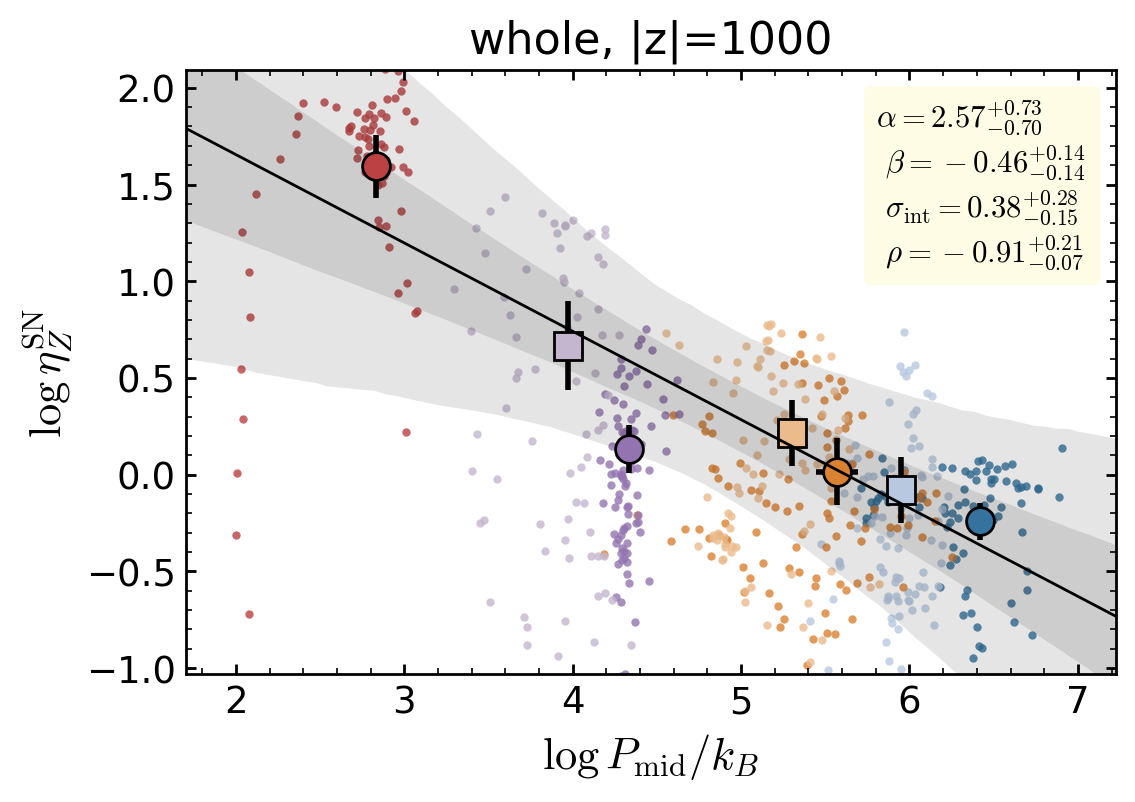 whole, |z|=1000
α = 2.57^{+0.73}_{−0.70}
β = −0.46^{+0.14}_{−0.14}
σ_int = 0.38^{+0.28}_{−0.15}
ρ = −0.91^{+0.21}_{−0.07}
log η_Z^{SN}
2.0
1.5
1.0
0.5
0.0
−0.5
−1.0
2 3 4 5 6 7
log P_mid/k_B